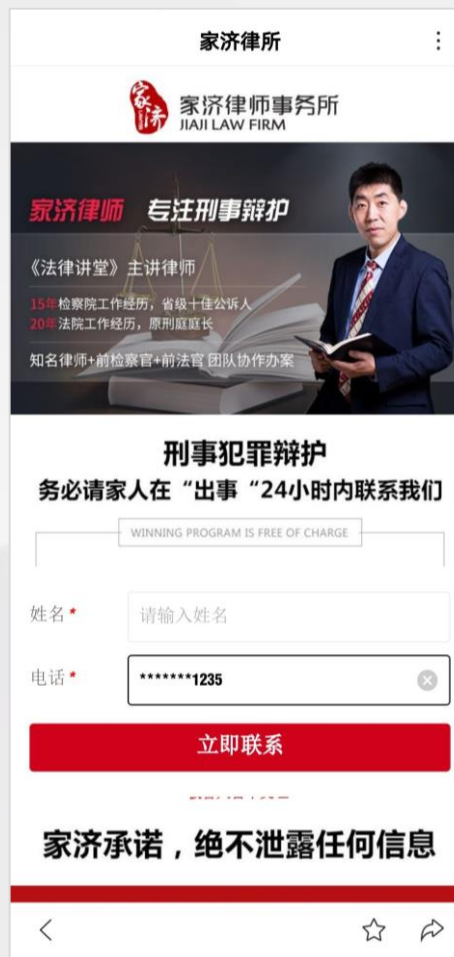 家济律所
家济
家济律师事务所
JIAJI LAW FIRM
家济律师 专注刑事辩护
《法律讲堂》主讲律师
15年检察院工作经历，省级十佳公诉人
20年法院工作经历，原刑庭庭长
知名律师+前检察官+前法官 团队协作办案
刑事犯罪辩护
务必请家人在“出事“24小时内联系我们
WINNING PROGRAM IS FREE OF CHARGE
姓名* 请输入姓名
电话* *******1235
立即联系
家济承诺，绝不泄露任何信息